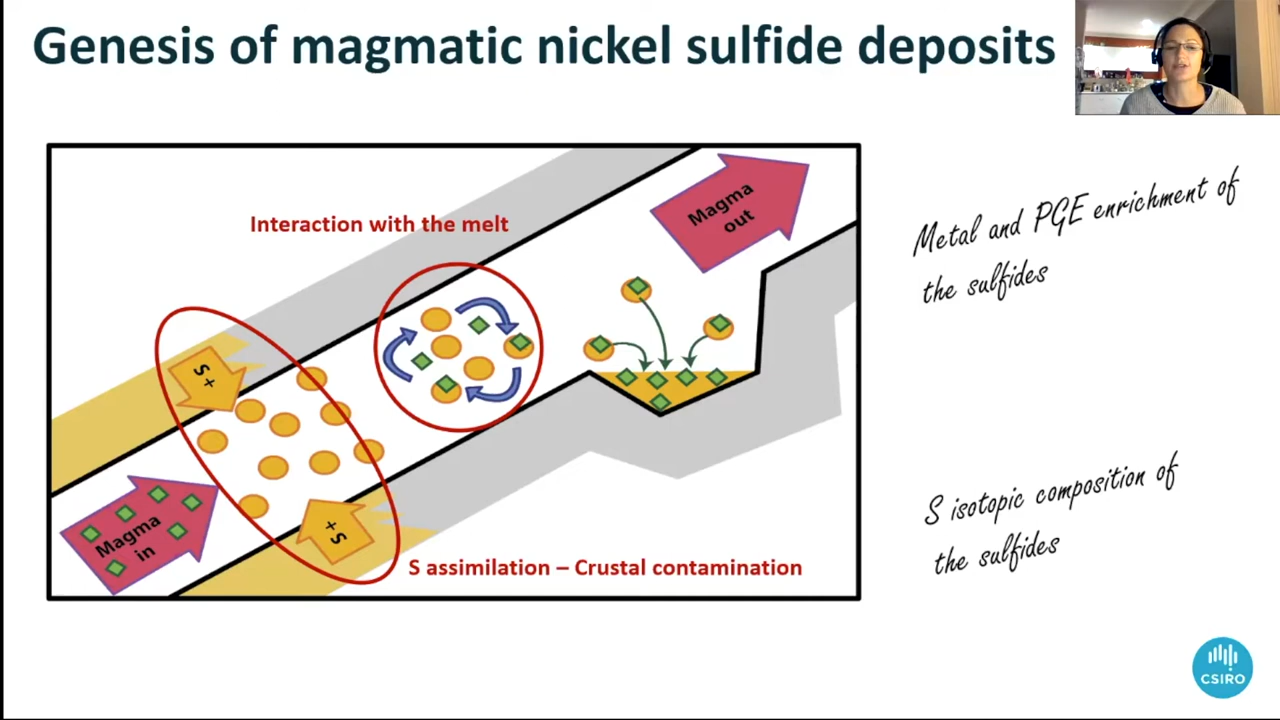 Genesis of magmatic nickel sulfide deposits
Interaction with the melt
Magma
out
Metal and PGE enrichment of
the sulfides
S+
Magma
in
S+
S assimilation – Crustal contamination
S isotopic composition of
the sulfides
CSIRO